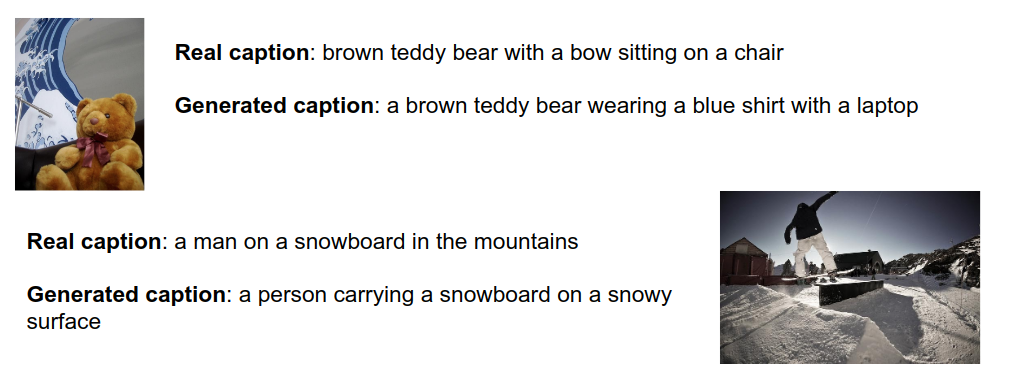 Real caption: brown teddy bear with a bow sitting on a chair
Generated caption: a brown teddy bear wearing a blue shirt with a laptop
Real caption: a man on a snowboard in the mountains
Generated caption: a person carrying a snowboard on a snowy
surface